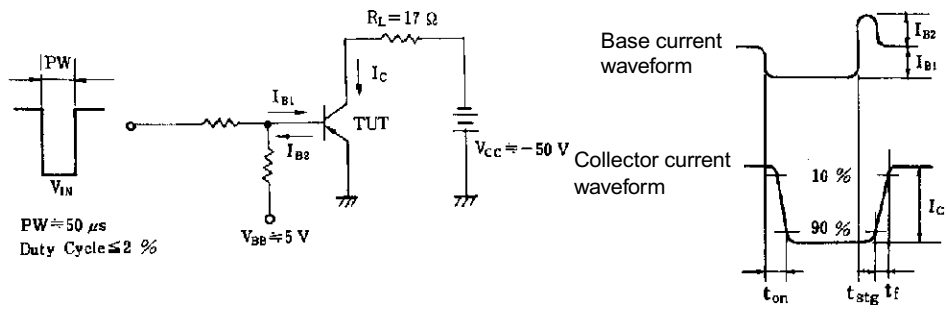 R_L=17 Ω
PW
I_C
I_B1
TUT
I_B2
V_IN
V_CC≒−50 V
PW≒50 μs
Duty Cycle≦2 %
V_BB≒5 V
Base current
waveform
I_B2
I_B1
Collector current
waveform
10 %
90 %
I_C
t_on
t_stg
t_f